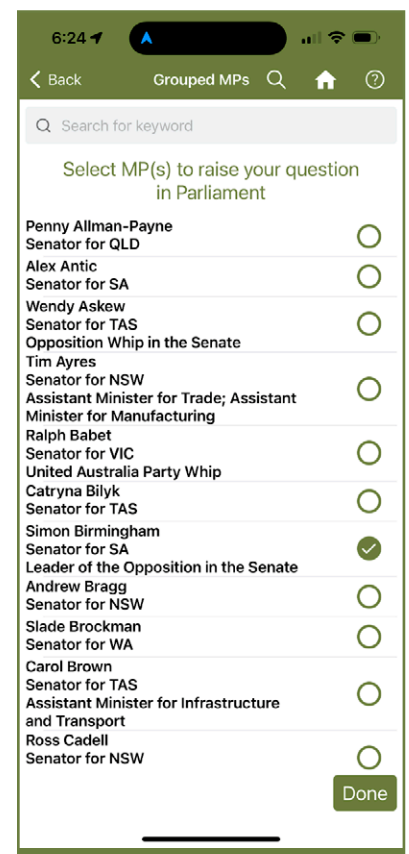 6:24
Back
Grouped MPs
Search for keyword
Select MP(s) to raise your question
in Parliament
Penny Allman-Payne
Senator for QLD
Alex Antic
Senator for SA
Wendy Askew
Senator for TAS
Opposition Whip in the Senate
Tim Ayres
Senator for NSW
Assistant Minister for Trade; Assistant
Minister for Manufacturing
Ralph Babet
Senator for VIC
United Australia Party Whip
Catryna Bilyk
Senator for TAS
Simon Birmingham
Senator for SA
Leader of the Opposition in the Senate
Andrew Bragg
Senator for NSW
Slade Brockman
Senator for WA
Carol Brown
Senator for TAS
Assistant Minister for Infrastructure
and Transport
Ross Cadell
Senator for NSW
Done